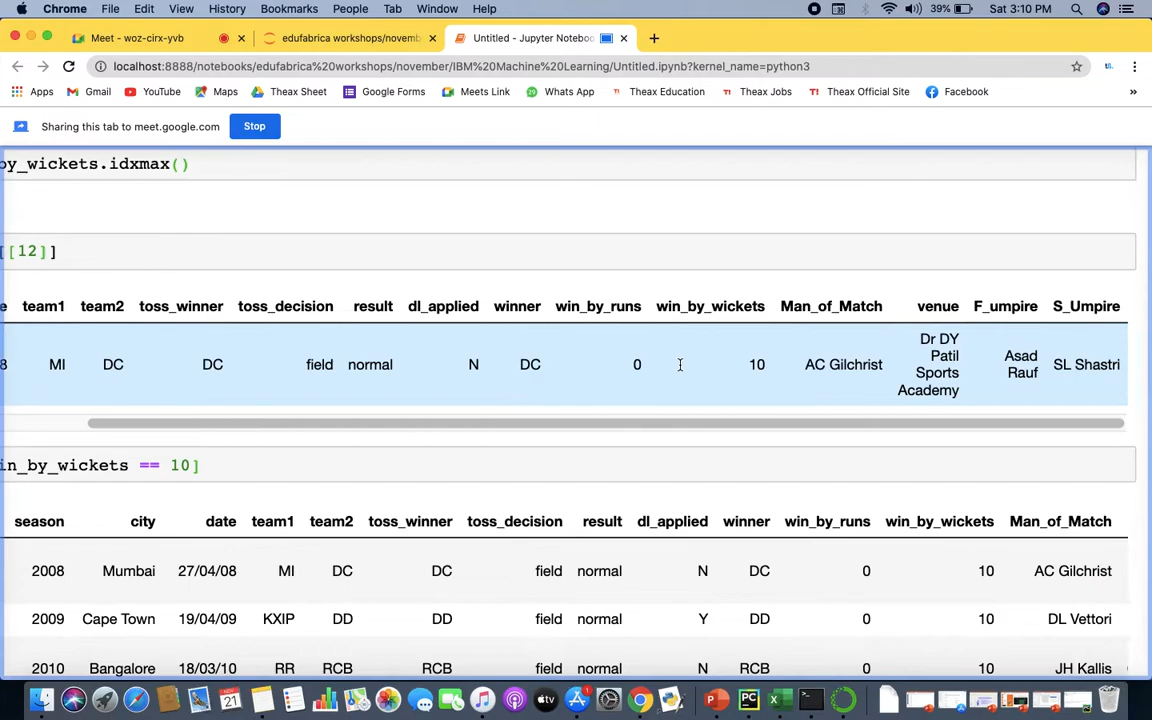 Chrome File Edit View History Bookmarks People Tab Window Help 39% Sat 3:10 PM
Meet - woz-cirx-yvb × edufabrica workshops/novemb × Untitled - Jupyter Noteboo × +
localhost:8888/notebooks/edufabrica%20workshops/november/IBM%20Machine%20Learning/Untitled.ipynb?kernel_name=python3
Apps Gmail YouTube Maps Theax Sheet Google Forms Meets Link Whats App Theax Education Theax Jobs Theax Official Site Facebook »
Sharing this tab to meet.google.com Stop
by_wickets.idxmax()
[[12]]
e team1 team2 toss_winner toss_decision result dl_applied winner win_by_runs win_by_wickets Man_of_Match venue F_umpire S_Umpire
8 MI DC DC field normal N DC 0 10 AC Gilchrist Dr DY Patil Sports Academy Asad Rauf SL Shastri
in_by_wickets == 10]
season city date team1 team2 toss_winner toss_decision result dl_applied winner win_by_runs win_by_wickets Man_of_Match
2008 Mumbai 27/04/08 MI DC DC field normal N DC 0 10 AC Gilchrist
2009 Cape Town 19/04/09 KXIP DD DD field normal Y DD 0 10 DL Vettori
2010 Bangalore 18/03/10 RR RCB RCB field normal N RCB 0 10 JH Kallis
NOV 21